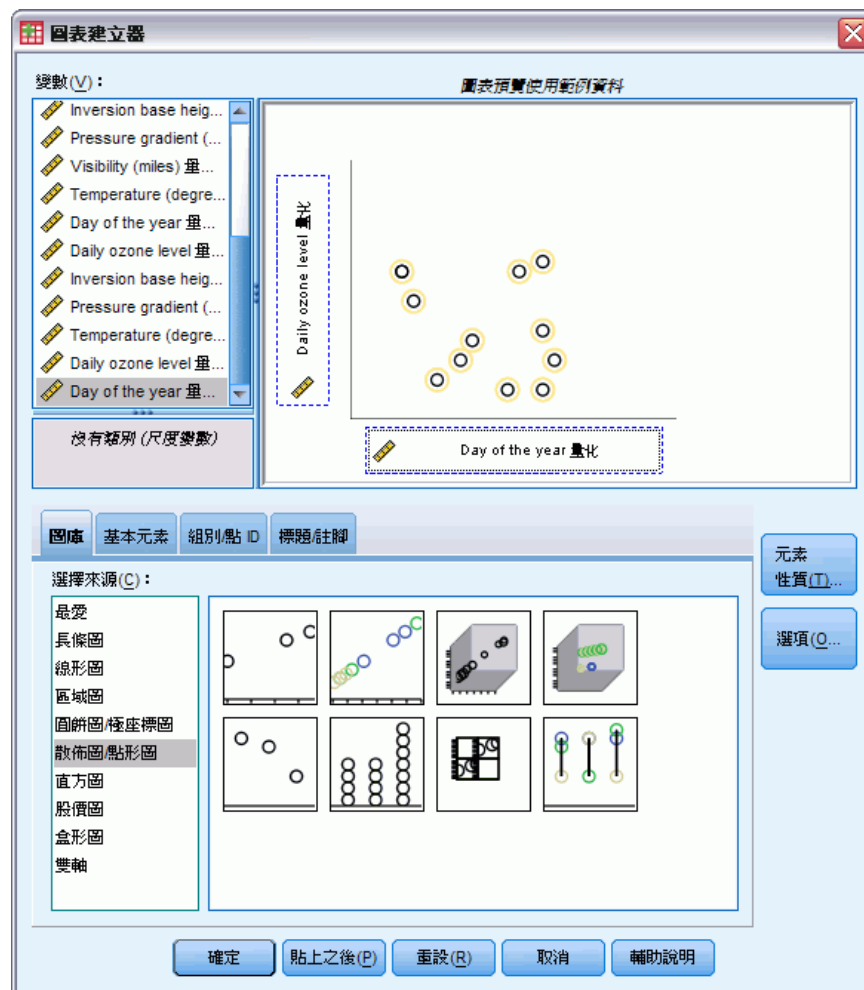 圖表建立器
變數(V)：
圖表預覽使用範例資料
Inversion base heig...
Pressure gradient (...
Visibility (miles) 量...
Temperature (degre...
Day of the year 量...
Daily ozone level 量...
Inversion base heig...
Pressure gradient (...
Temperature (degre...
Daily ozone level 量...
Day of the year 量...
沒有類別 (尺度變數)
Daily ozone level 量化
Day of the year 量化
圖庫
基本元素
組別/點 ID
標題/註腳
選擇來源(C)：
最愛
長條圖
線形圖
區域圖
圓餅圖/極座標圖
散佈圖/點形圖
直方圖
股價圖
盒形圖
雙軸
元素
性質(T)...
選項(O...
確定
貼上之後(P)
重設(R)
取消
輔助說明